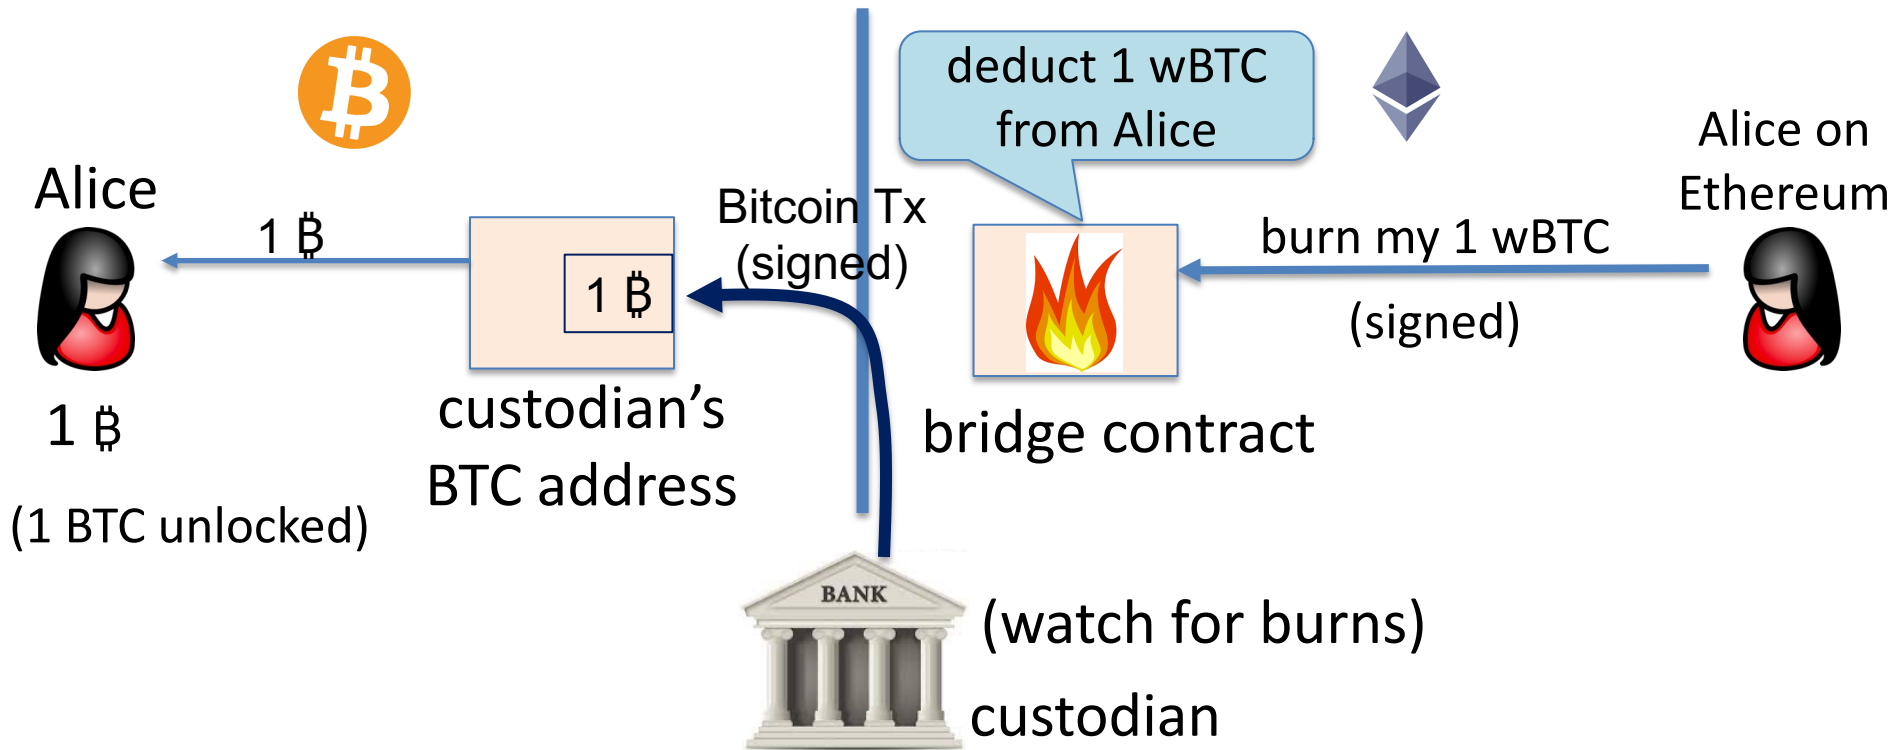 deduct 1 wBTC
from Alice
Alice on
Ethereum
Alice
1 ₿
Bitcoin Tx
(signed)
burn my 1 wBTC
1 ₿
(signed)
custodian’s
BTC address
bridge contract
1 ₿
(1 BTC unlocked)
BANK
(watch for burns)
custodian